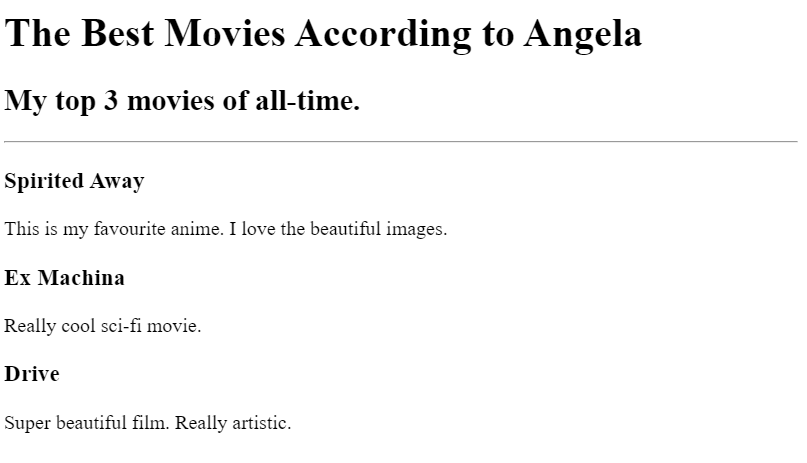 The Best Movies According to Angela
My top 3 movies of all-time.
Spirited Away
This is my favourite anime. I love the beautiful images.
Ex Machina
Really cool sci-fi movie.
Drive
Super beautiful film. Really artistic.